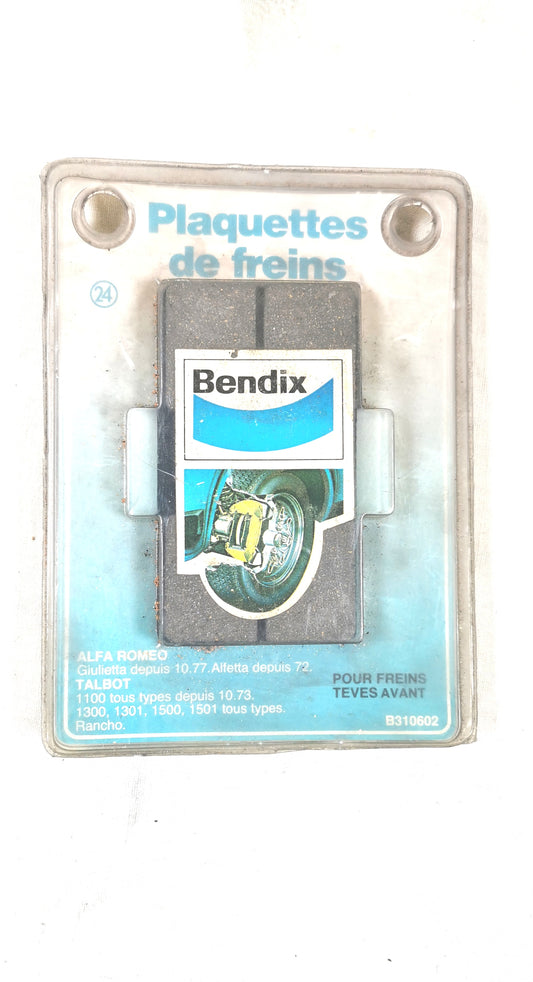 Plaquettes
de freins
24
Bendix
ALFA ROMEO
Giulietta depuis 10.77. Alfetta depuis 72.
TALBOT
1100 tous types depuis 10.73.
1300, 1301, 1500, 1501 tous types.
Rancho.
POUR FREINS
TEVES AVANT
B310602